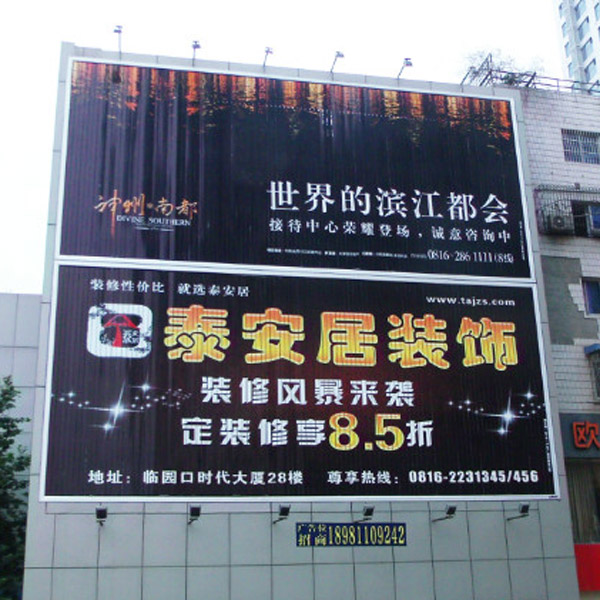 世界的滨江都会
神州·南都
DIVINE SOUTHERN
接待中心荣耀登场，诚意咨询中
0816-286 1111(8线)
装修性价比 就选泰安居
www.tajzs.com
泰安居装饰
装修风暴来袭
定装修享8.5折
地址：临园口时代大厦28楼 尊享热线：0816-2231345/456
广告位
招商18981109242
欧